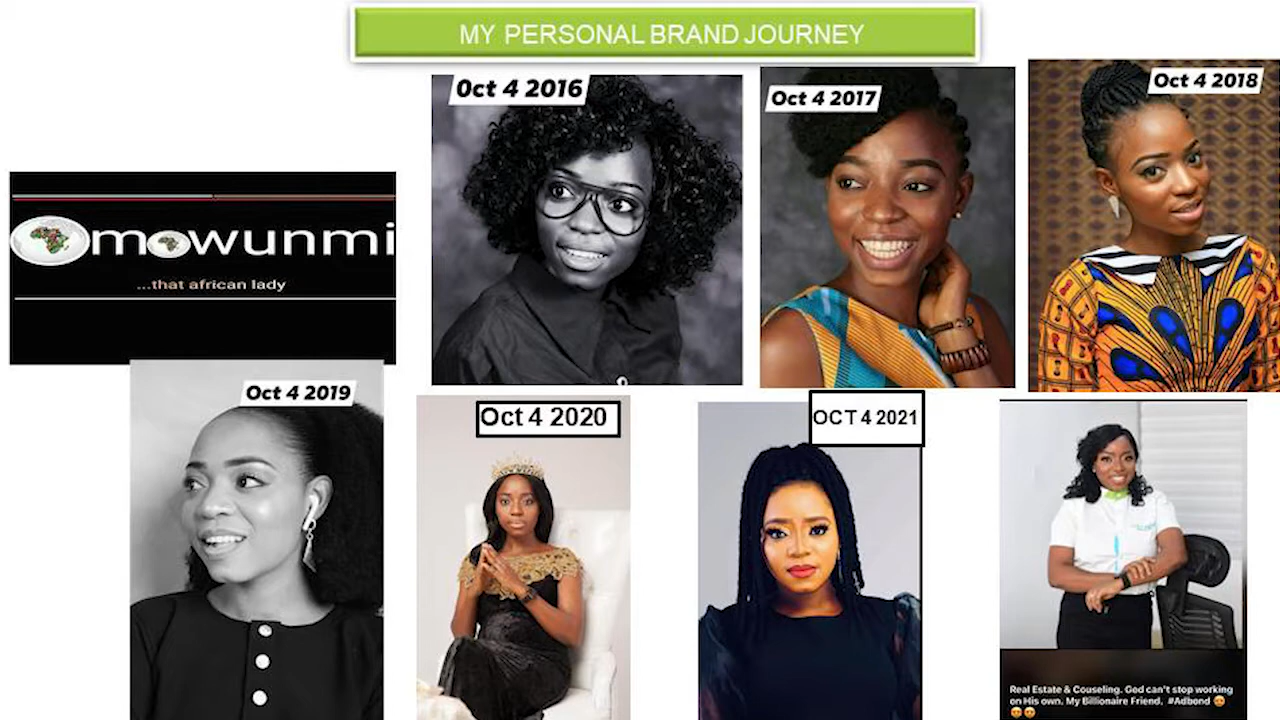 MY PERSONAL BRAND JOURNEY
Oct 4 2016
Oct 4 2017
Oct 4 2018
Omowunmi
...that african lady
Oct 4 2019
Oct 4 2020
OCT 4 2021
Real Estate & Couseling. God can't stop working
on His own. My Billionaire Friend, #Adbond 😍
😍😍